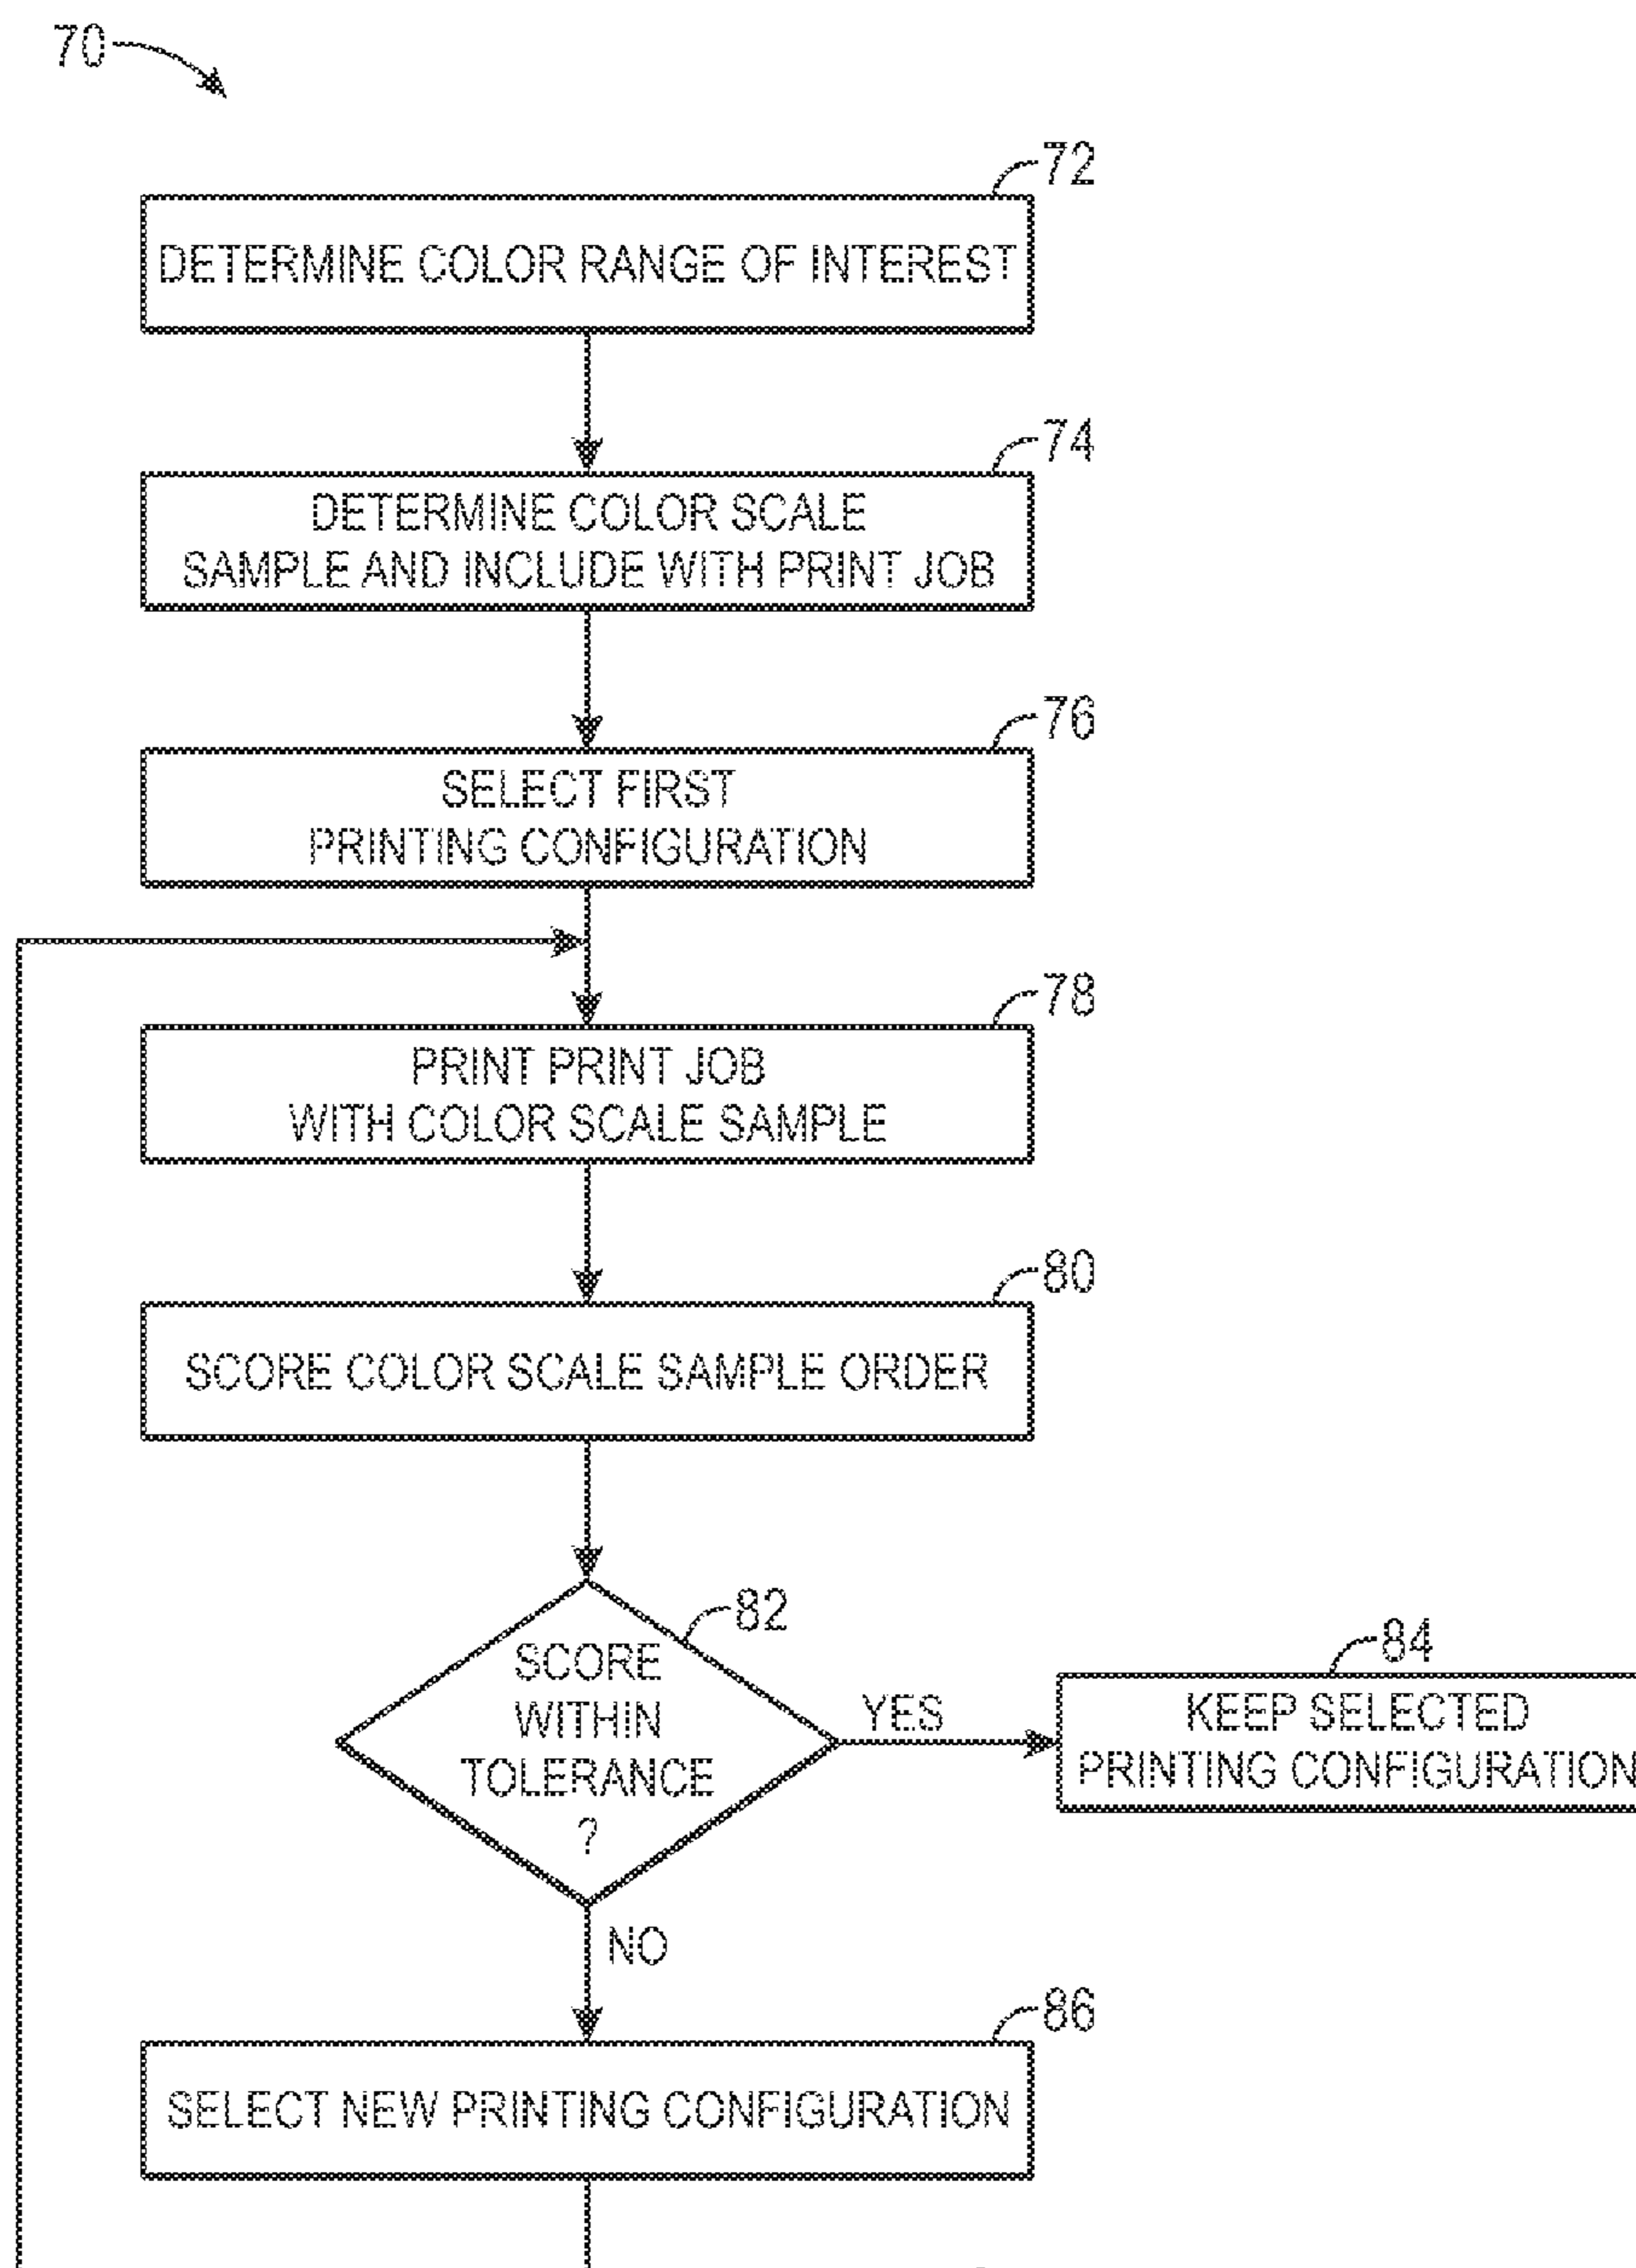 70
72
DETERMINE COLOR RANGE OF INTEREST
74
DETERMINE COLOR SCALE
SAMPLE AND INCLUDE WITH PRINT JOB
76
SELECT FIRST
PRINTING CONFIGURATION
78
PRINT PRINT JOB
WITH COLOR SCALE SAMPLE
80
SCORE COLOR SCALE SAMPLE ORDER
82
SCORE
WITHIN
TOLERANCE
?
YES
84
KEEP SELECTED
PRINTING CONFIGURATION
NO
86
SELECT NEW PRINTING CONFIGURATION